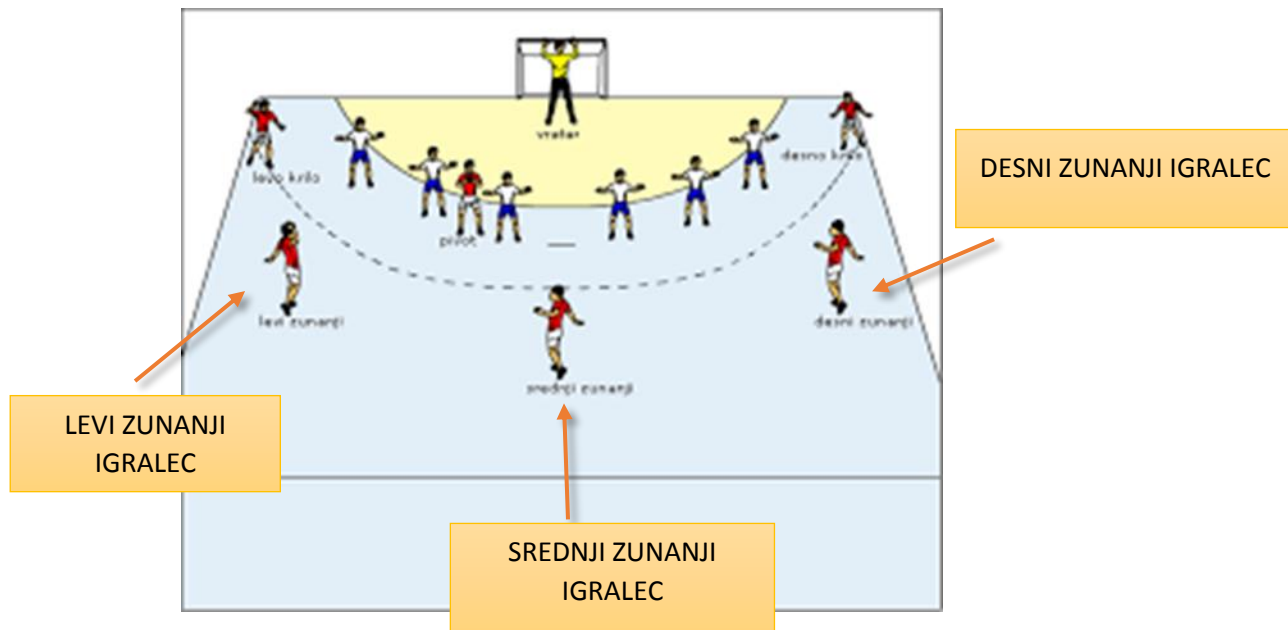 vratar
levo krilo
desno krilo
DESNI ZUNANJI IGRALEC
pivot
levi zunanji
desni zunanji
srednji zunanji
LEVI ZUNANJI
IGRALEC
SREDNJI ZUNANJI
IGRALEC